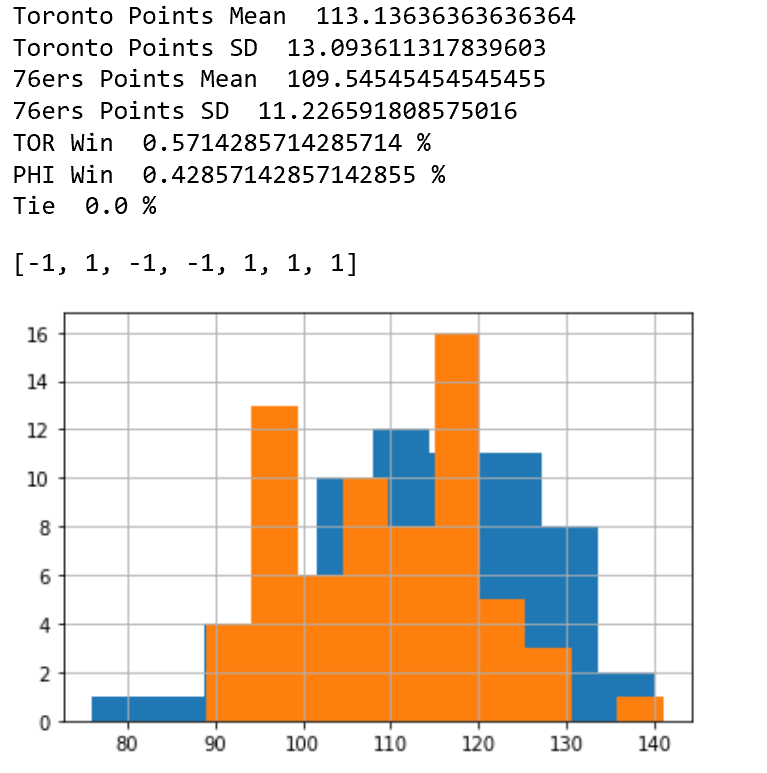 Toronto Points Mean  113.13636363636364
Toronto Points SD  13.093611317839603
76ers Points Mean  109.54545454545455
76ers Points SD  11.226591808575016
TOR Win  0.5714285714285714 %
PHI Win  0.42857142857142855 %
Tie  0.0 %
[-1, 1, -1, -1, 1, 1, 1]
16
14
12
10
8
6
4
2
0
80 90 100 110 120 130 140